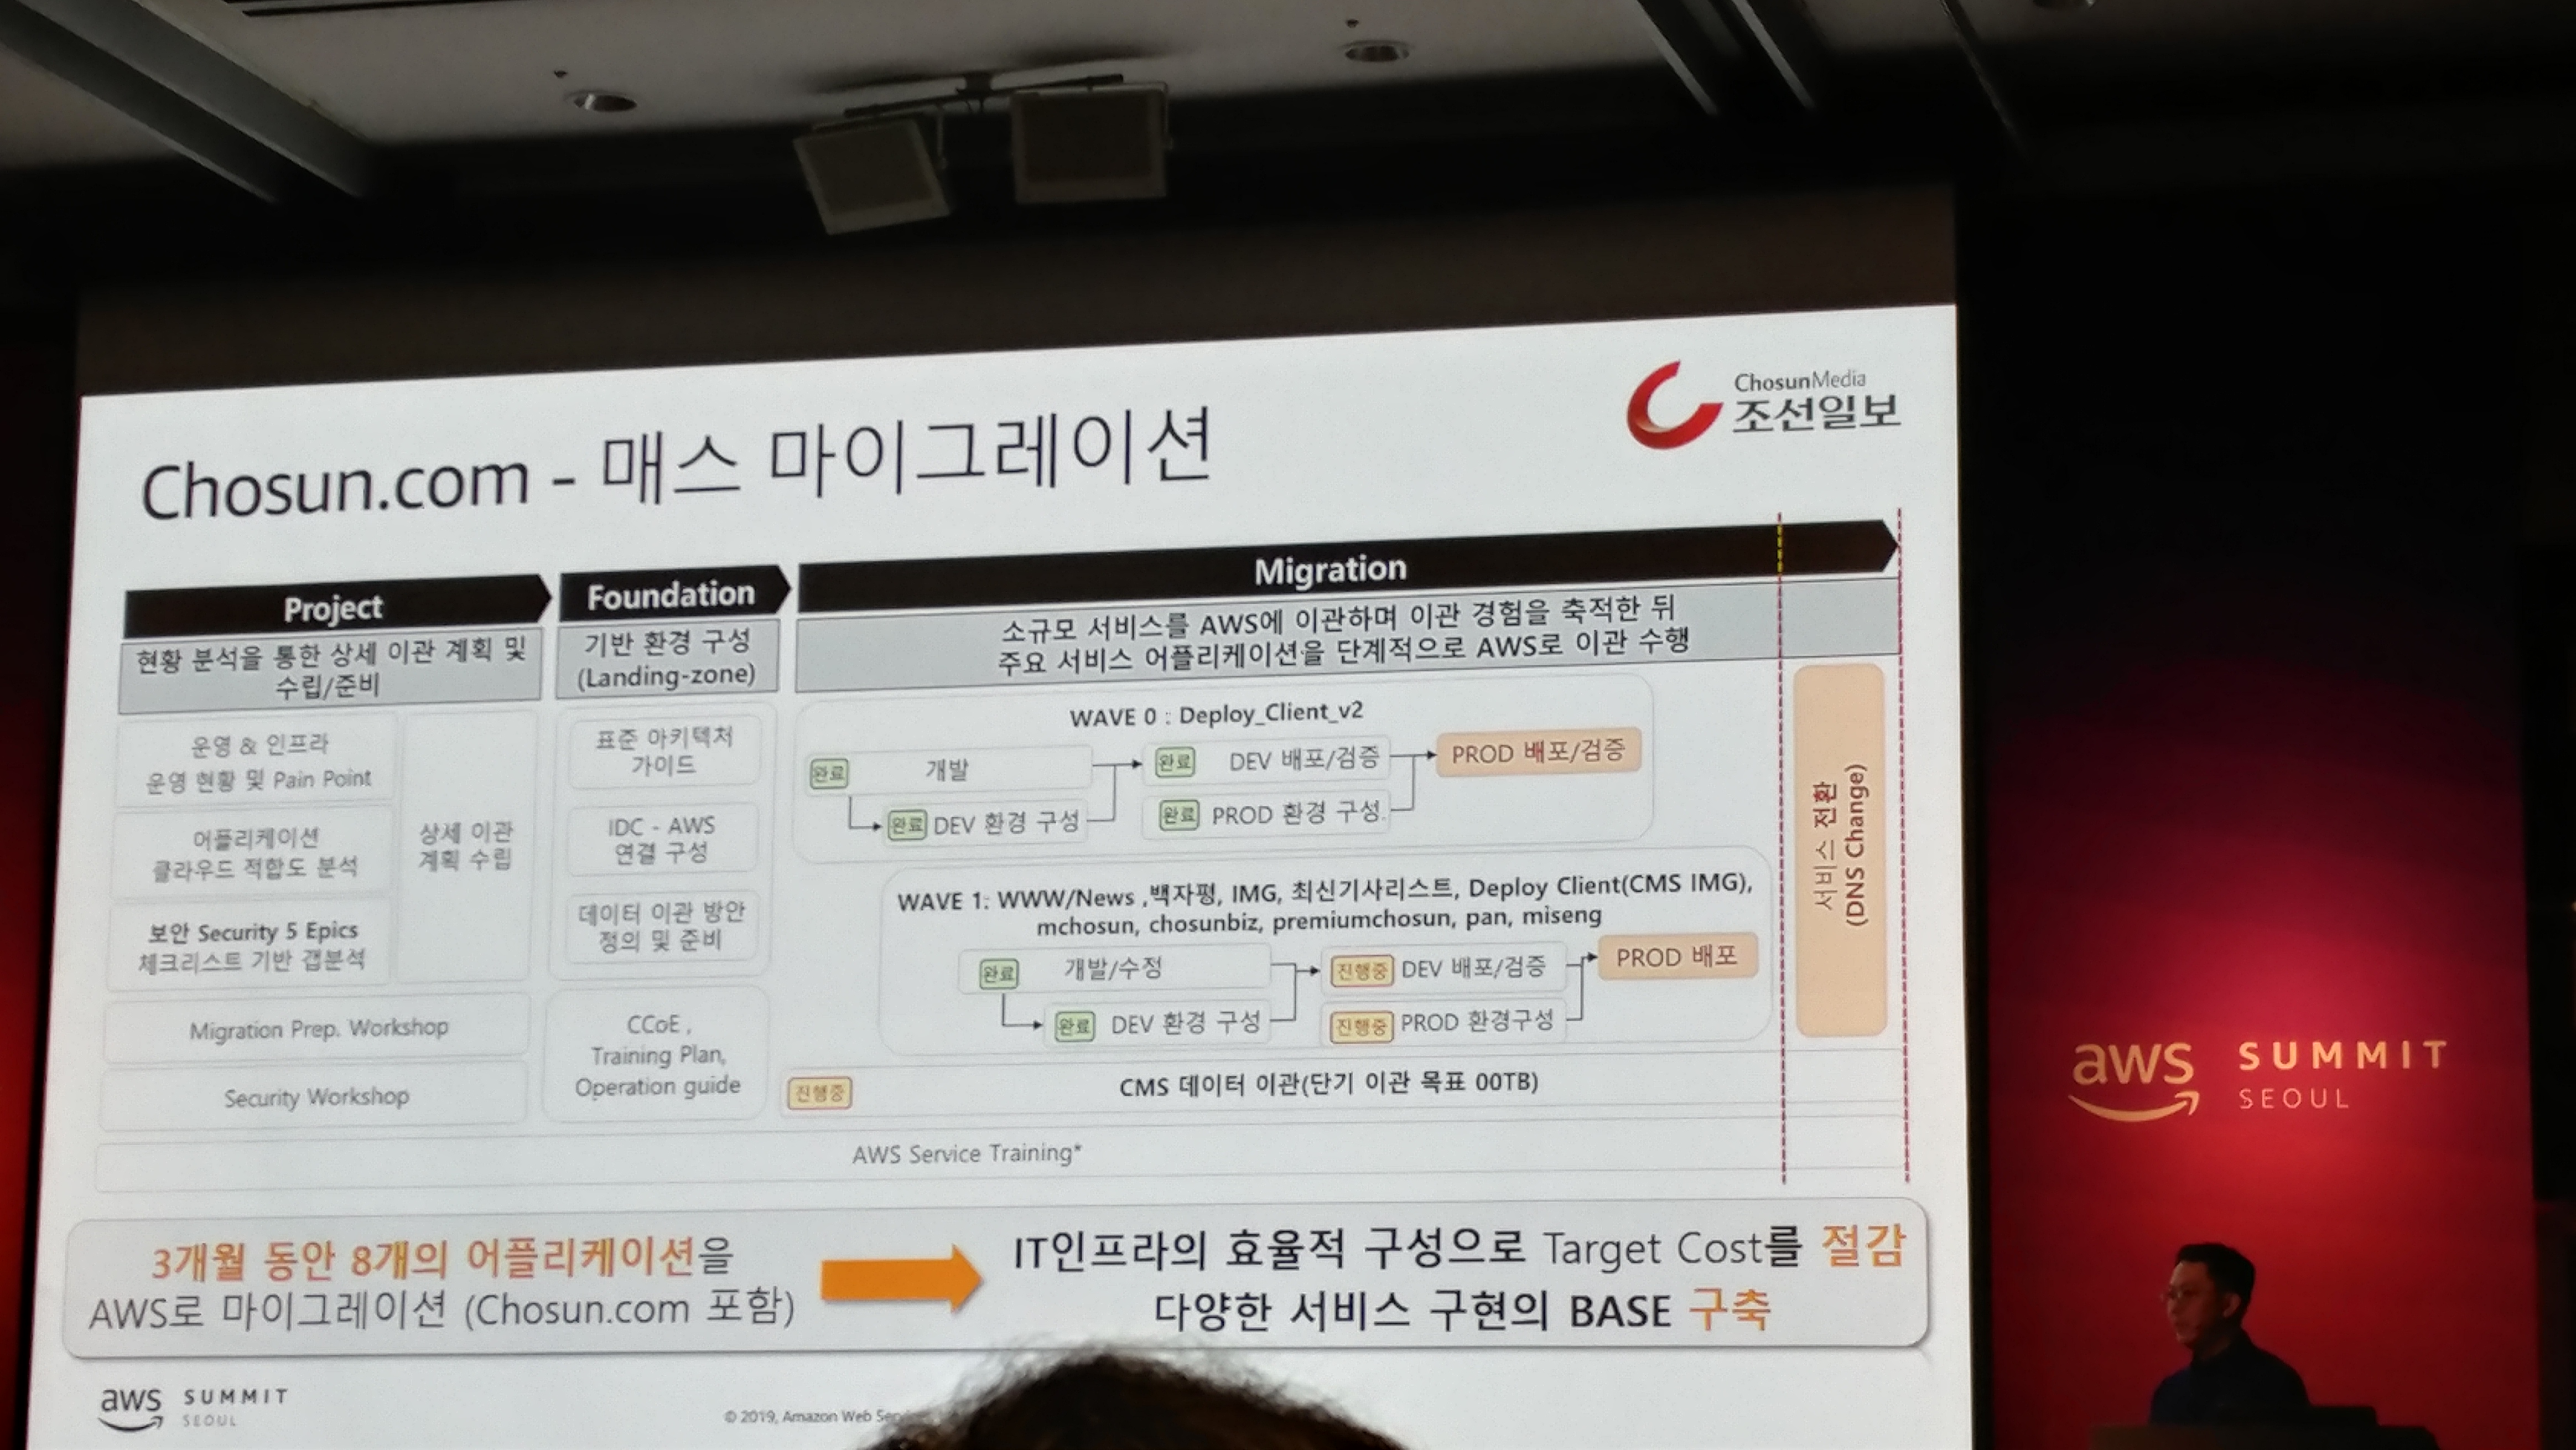 ChosunMedia
조선일보
Chosun.com - 매스 마이그레이션
Project
현황 분석을 통한 상세 이관 계획 및
수립/준비
운영 & 인프라
운영 현황 및 Pain Point
어플리케이션
클라우드 적합도 분석
보안 Security 5 Epics
체크리스트 기반 갭분석
상세 이관
계획 수립
Migration Prep. Workshop
Security Workshop
Foundation
기반 환경 구성
(Landing-zone)
표준 아키텍처
가이드
IDC - AWS
연결 구성
데이터 이관 방안
정의 및 준비
CCoE ,
Training Plan,
Operation guide
Migration
소규모 서비스를 AWS에 이관하며 이관 경험을 축적한 뒤
주요 서비스 어플리케이션을 단계적으로 AWS로 이관 수행
WAVE 0 : Deploy_Client_v2
완료 개발
완료 DEV 환경 구성
완료 DEV 배포/검증
완료 PROD 환경 구성.
PROD 배포/검증
WAVE 1: WWW/News ,백자평, IMG, 최신기사리스트, Deploy Client(CMS IMG),
mchosun, chosunbiz, premiumchosun, pan, miseng
완료 개발/수정
완료 DEV 환경 구성
진행중 DEV 배포/검증
진행중 PROD 환경구성
PROD 배포
서비스 전환
(DNS Change)
진행중 CMS 데이터 이관(단기 이관 목표 00TB)
AWS Service Training*
3개월 동안 8개의 어플리케이션을
AWS로 마이그레이션 (Chosun.com 포함)
IT인프라의 효율적 구성으로 Target Cost를 절감
다양한 서비스 구현의 BASE 구축
aws SUMMIT
SEOUL
© 2019, Amazon Web
aws SUMMIT
SEOUL